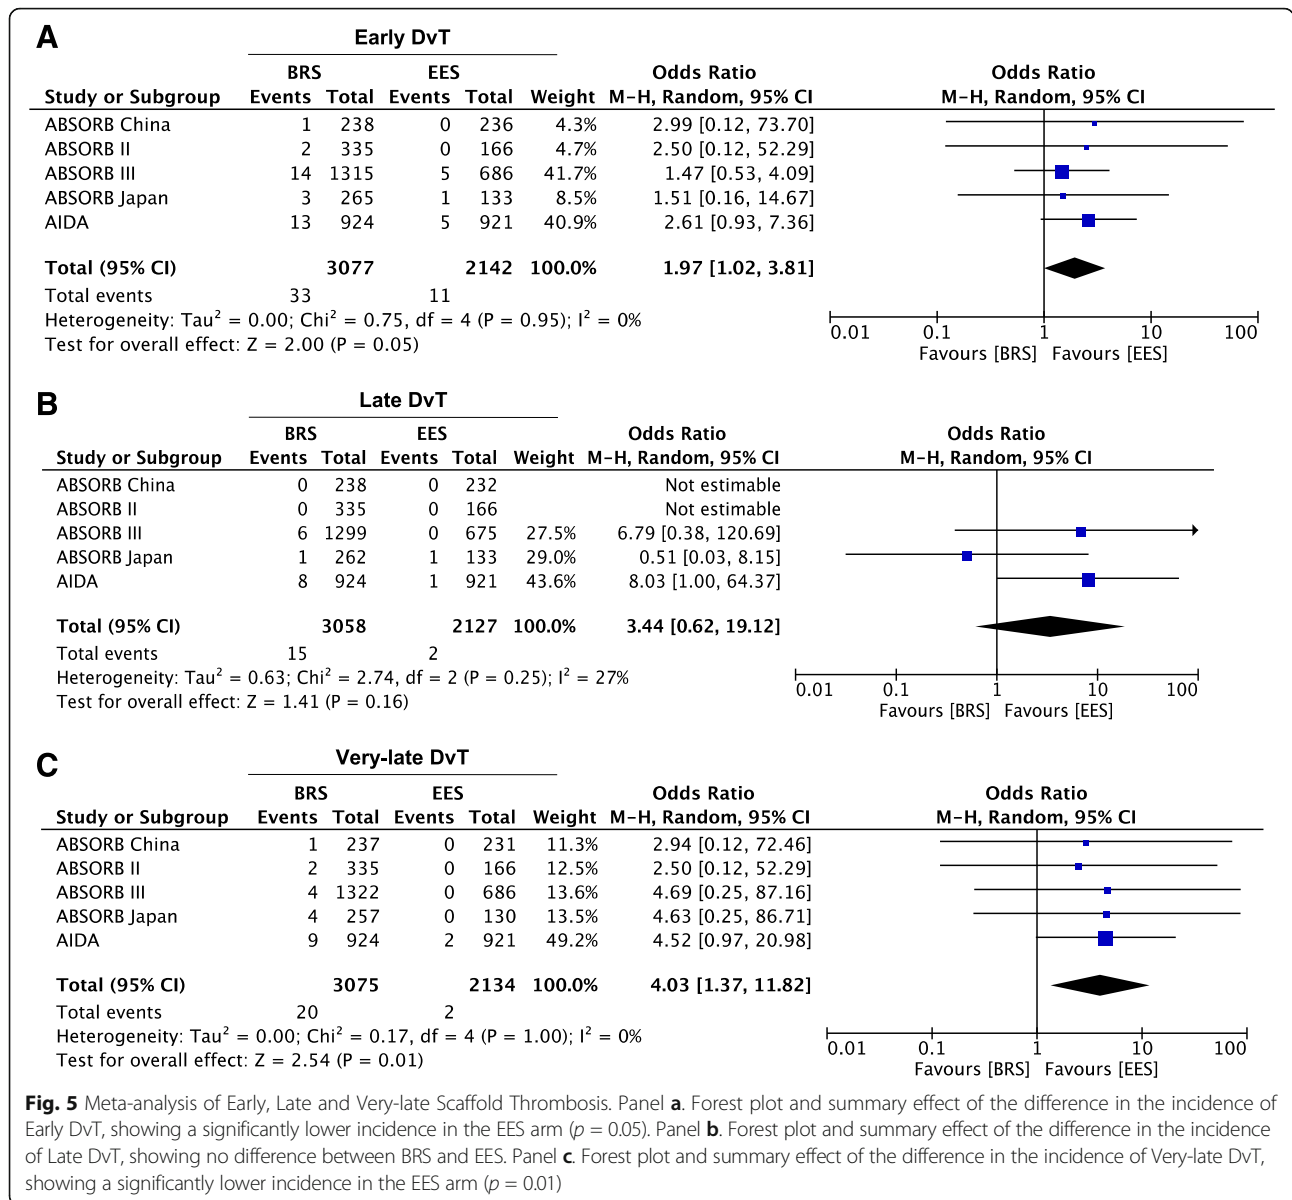 A
Early DvT
BRS EES Odds Ratio Odds Ratio
Study or Subgroup Events Total Events Total Weight M-H, Random, 95% CI M-H, Random, 95% CI
ABSORB China 1 238 0 236 4.3% 2.99 [0.12, 73.70]
ABSORB II 2 335 0 166 4.7% 2.50 [0.12, 52.29]
ABSORB III 14 1315 5 686 41.7% 1.47 [0.53, 4.09]
ABSORB Japan 3 265 1 133 8.5% 1.51 [0.16, 14.67]
AIDA 13 924 5 921 40.9% 2.61 [0.93, 7.36]
Total (95% CI) 3077 2142 100.0% 1.97 [1.02, 3.81]
Total events 33 11
Heterogeneity: Tau² = 0.00; Chi² = 0.75, df = 4 (P = 0.95); I² = 0%
Test for overall effect: Z = 2.00 (P = 0.05)
0.01 0.1 1 10 100
Favours [BRS] Favours [EES]
B
Late DvT
BRS EES Odds Ratio Odds Ratio
Study or Subgroup Events Total Events Total Weight M-H, Random, 95% CI M-H, Random, 95% CI
ABSORB China 0 238 0 232 Not estimable
ABSORB II 0 335 0 166 Not estimable
ABSORB III 6 1299 0 675 27.5% 6.79 [0.38, 120.69]
ABSORB Japan 1 262 1 133 29.0% 0.51 [0.03, 8.15]
AIDA 8 924 1 921 43.6% 8.03 [1.00, 64.37]
Total (95% CI) 3058 2127 100.0% 3.44 [0.62, 19.12]
Total events 15 2
Heterogeneity: Tau² = 0.63; Chi² = 2.74, df = 2 (P = 0.25); I² = 27%
Test for overall effect: Z = 1.41 (P = 0.16)
0.01 0.1 1 10 100
Favours [BRS] Favours [EES]
C
Very-late DvT
BRS EES Odds Ratio Odds Ratio
Study or Subgroup Events Total Events Total Weight M-H, Random, 95% CI M-H, Random, 95% CI
ABSORB China 1 237 0 231 11.3% 2.94 [0.12, 72.46]
ABSORB II 2 335 0 166 12.5% 2.50 [0.12, 52.29]
ABSORB III 4 1322 0 686 13.6% 4.69 [0.25, 87.16]
ABSORB Japan 4 257 0 130 13.5% 4.63 [0.25, 86.71]
AIDA 9 924 2 921 49.2% 4.52 [0.97, 20.98]
Total (95% CI) 3075 2134 100.0% 4.03 [1.37, 11.82]
Total events 20 2
Heterogeneity: Tau² = 0.00; Chi² = 0.17, df = 4 (P = 1.00); I² = 0%
Test for overall effect: Z = 2.54 (P = 0.01)
0.01 0.1 1 10 100
Favours [BRS] Favours [EES]
Fig. 5 Meta-analysis of Early, Late and Very-late Scaffold Thrombosis. Panel a. Forest plot and summary effect of the difference in the incidence of
Early DvT, showing a significantly lower incidence in the EES arm (p = 0.05). Panel b. Forest plot and summary effect of the difference in the incidence
of Late DvT, showing no difference between BRS and EES. Panel c. Forest plot and summary effect of the difference in the incidence of Very-late DvT,
showing a significantly lower incidence in the EES arm (p = 0.01)